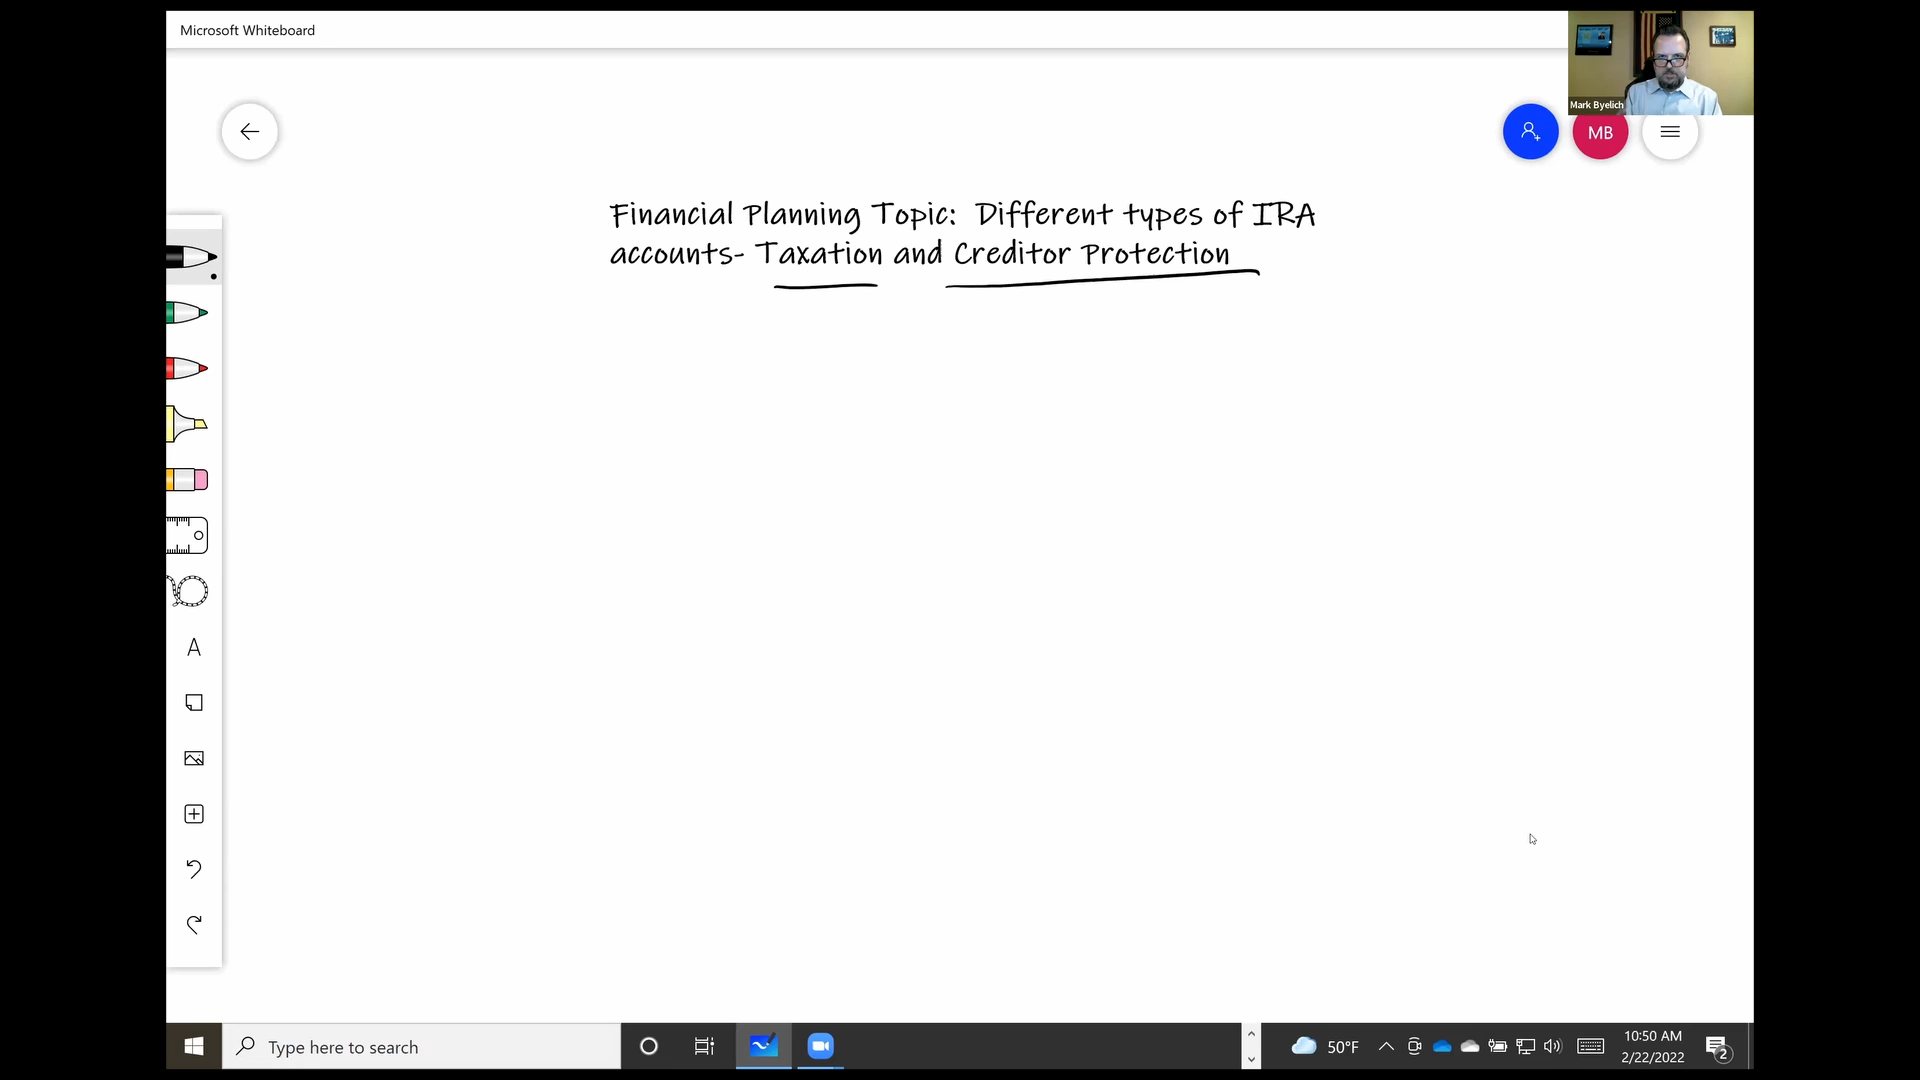 Microsoft Whiteboard
Mark Byelich
MB
Financial Planning Topic: Different types of IRA
accounts- Taxation and Creditor Protection
A
Type here to search
50°F
10:50 AM
2/22/2022
2